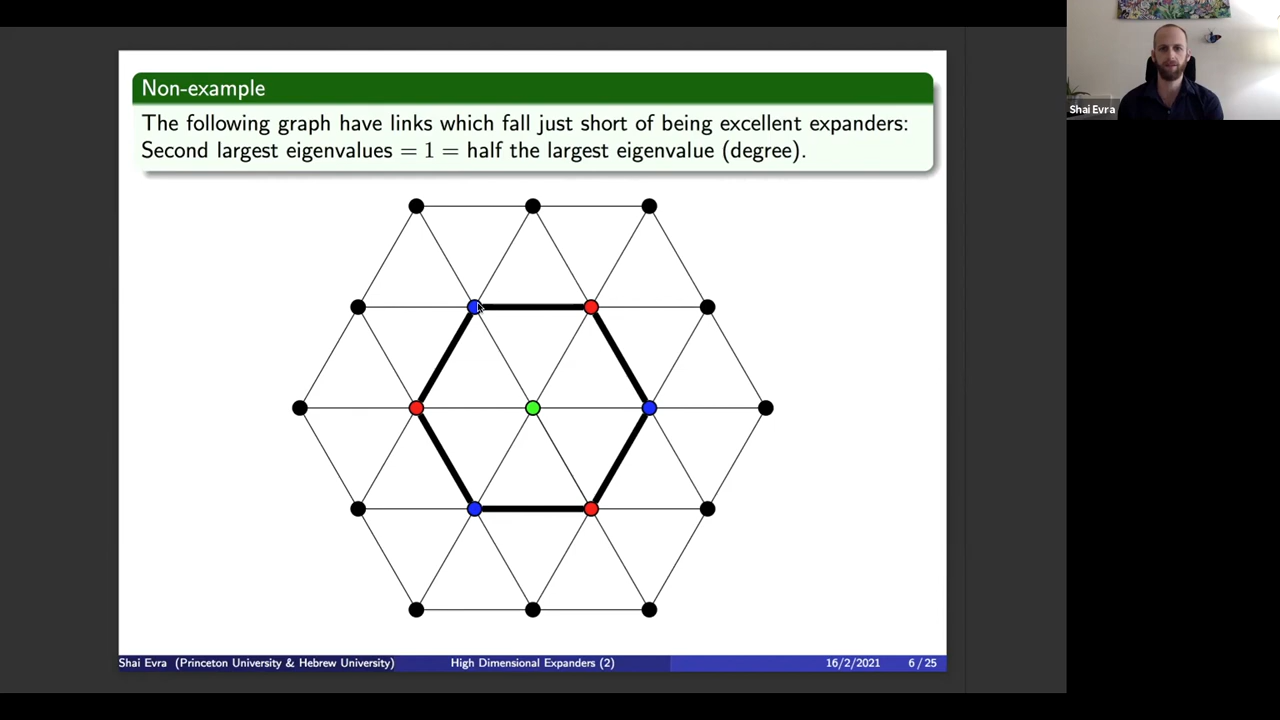 Non-example
The following graph have links which fall just short of being excellent expanders:
Second largest eigenvalues = 1 = half the largest eigenvalue (degree).
Shai Evra
Shai Evra (Princeton University & Hebrew University) High Dimensional Expanders (2) 16/2/2021 6 / 25